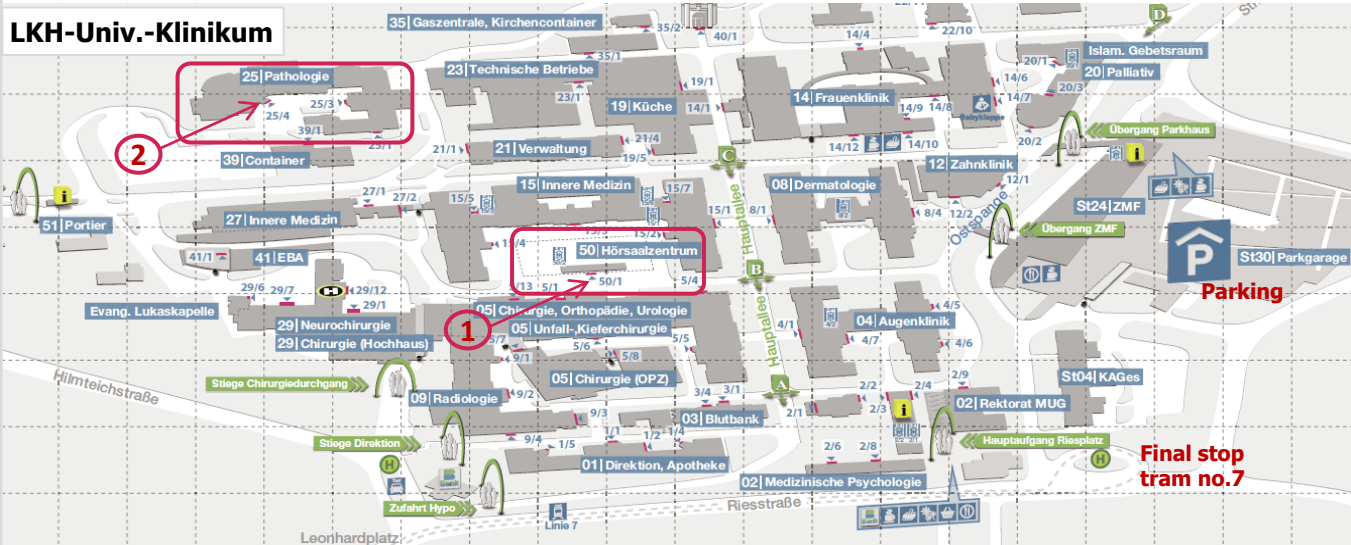 LKH-Univ.-Klinikum
35|Gaszentrale, Kirchencontainer
35/2
40/1
14/4
22/10
D
35/1
25|Pathologie
23|Technische Betriebe
23/1
19/1
14/6
20/1
Islam. Gebetsraum
20|Palliativ
20/3
25/3
25/4
19|Küche
14/1
14|Frauenklinik
14/9
14/8
14/7
Babyklappe
Übergang Parkhaus
39/1
25/1
2
39|Container
21/1
21|Verwaltung
21/4
19/5
C
14/12
14/10
20/2
i
12|Zahnklinik
12/1
i
51|Portier
27/1
27/2
27|Innere Medizin
15/5
15|Innere Medizin
15/7
15/1
Hauptallee
8/1
08|Dermatologie
8/4
12/2
Ostspange
St24|ZMF
Übergang ZMF
15/4
15/3
15/2
41/1
41|EBA
50/2
50|Hörsaalzentrum
B
P
St30|Parkgarage
Parking
29/6
29/7
H
29/12
29/1
5/1
50/1
5/4
Evang. Lukaskapelle
29|Neurochirurgie
29|Chirurgie (Hochhaus)
1
05|Chirurgie, Orthopädie, Urologie
05|Unfall-,Kieferchirurgie
5/6
5/8
5/5
9/1
05|Chirurgie (OPZ)
Hauptallee
4/1
4/5
04|Augenklinik
4/7
4/6
Hilmteichstraße
Stiege Chirurgiedurchgang
09|Radiologie
9/2
9/3
3/4
3/1
A
2/1
2/2
2/3
2/4
2/9
St04|KAGes
02|Rektorat MUG
03|Blutbank
i
Stiege Direktion
9/4
1/5
1/1
1/2
1/4
01|Direktion, Apotheke
2/6
2/8
Hauptaufgang Riesplatz
H
Final stop
tram no.7
H
Bank
02|Medizinische Psychologie
Zufahrt Hypo
Linie 7
Riesstraße
Leonhardplatz